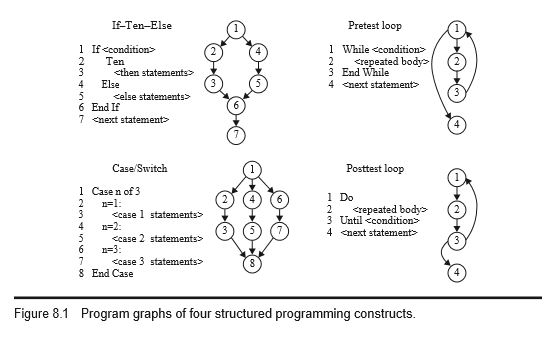 If–Ten–Else
1 If <condition>
2 Ten
3 <then statements>
4 Else
5 <else statements>
6 End If
7 <next statement>
1
2 4
3 5
6
7
Pretest loop
1 While <condition>
2 <repeated body>
3 End While
4 <next statement>
1
2
3
4
Case/Switch
1 Case n of 3
2 n=1:
3 <case 1 statements>
4 n=2:
5 <case 2 statements>
6 n=3:
7 <case 3 statements>
8 End Case
1
2 4 6
3 5 7
8
Posttest loop
1 Do
2 <repeated body>
3 Until <condition>
4 <next statement>
1
2
3
4
Figure 8.1 Program graphs of four structured programming constructs.